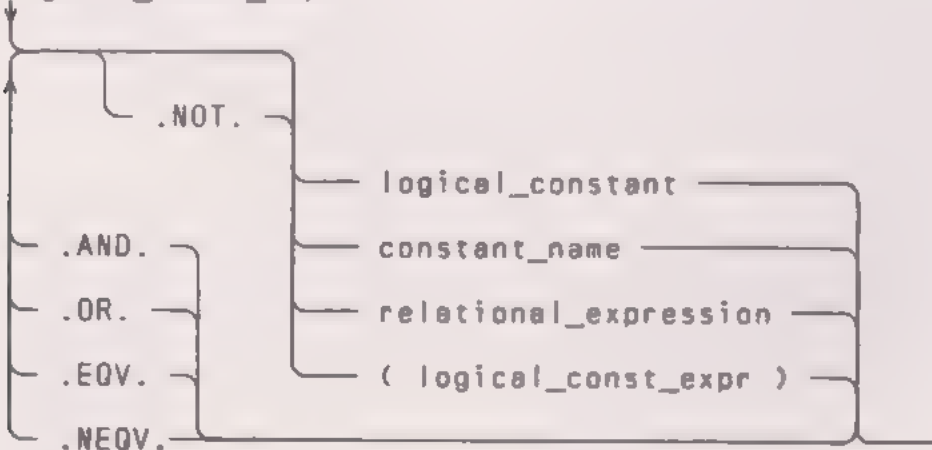 .NOT.
logical_constant
.AND.
constant_name
.OR.
relational_expression
.EQV.
( logical_const_expr )
.NEQV.